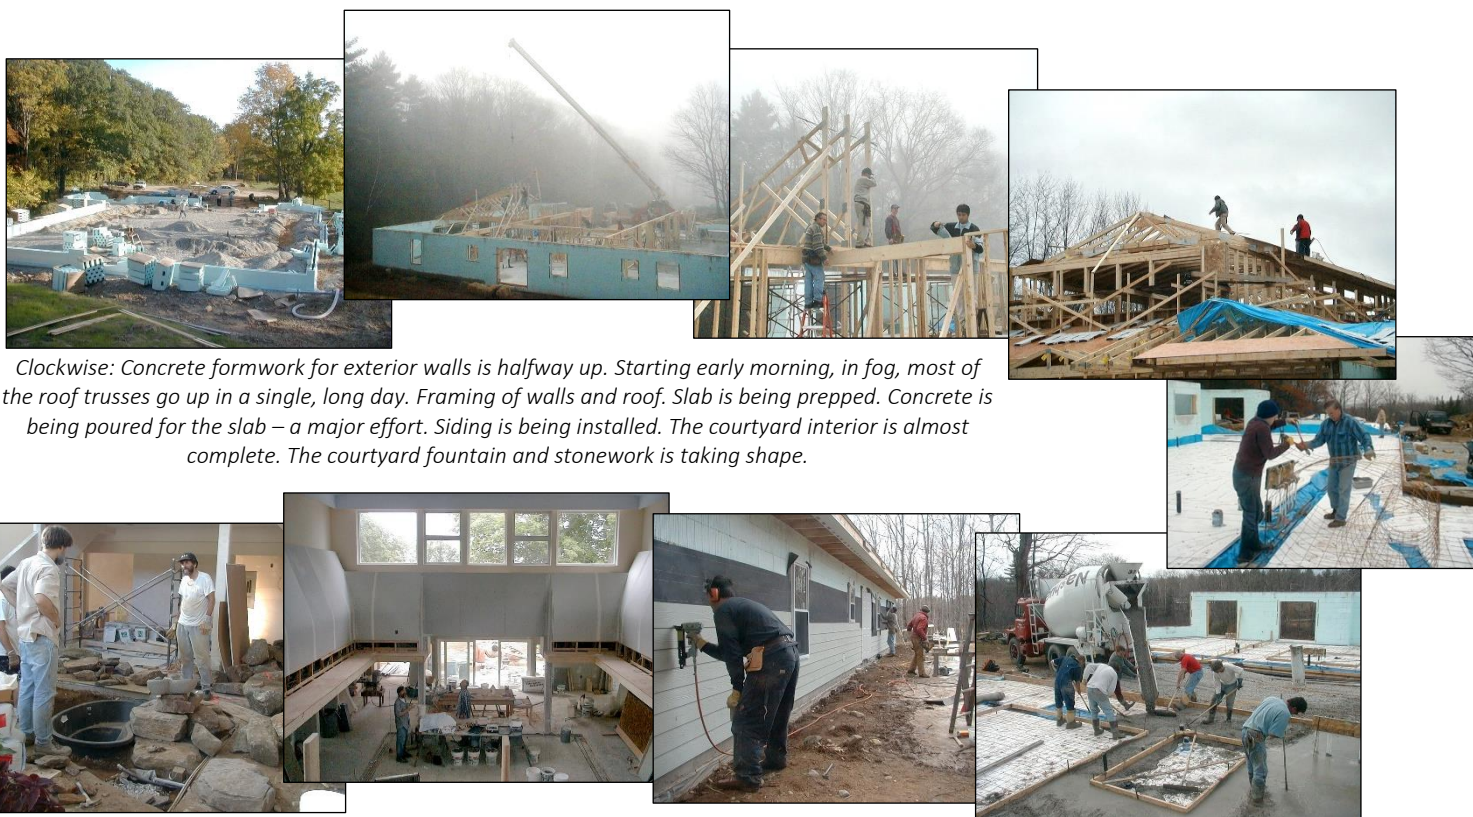 Clockwise: Concrete formwork for exterior walls is halfway up. Starting early morning, in fog, most of
the roof trusses go up in a single, long day. Framing of walls and roof. Slab is being prepped. Concrete is
being poured for the slab – a major effort. Siding is being installed. The courtyard interior is almost
complete. The courtyard fountain and stonework is taking shape.